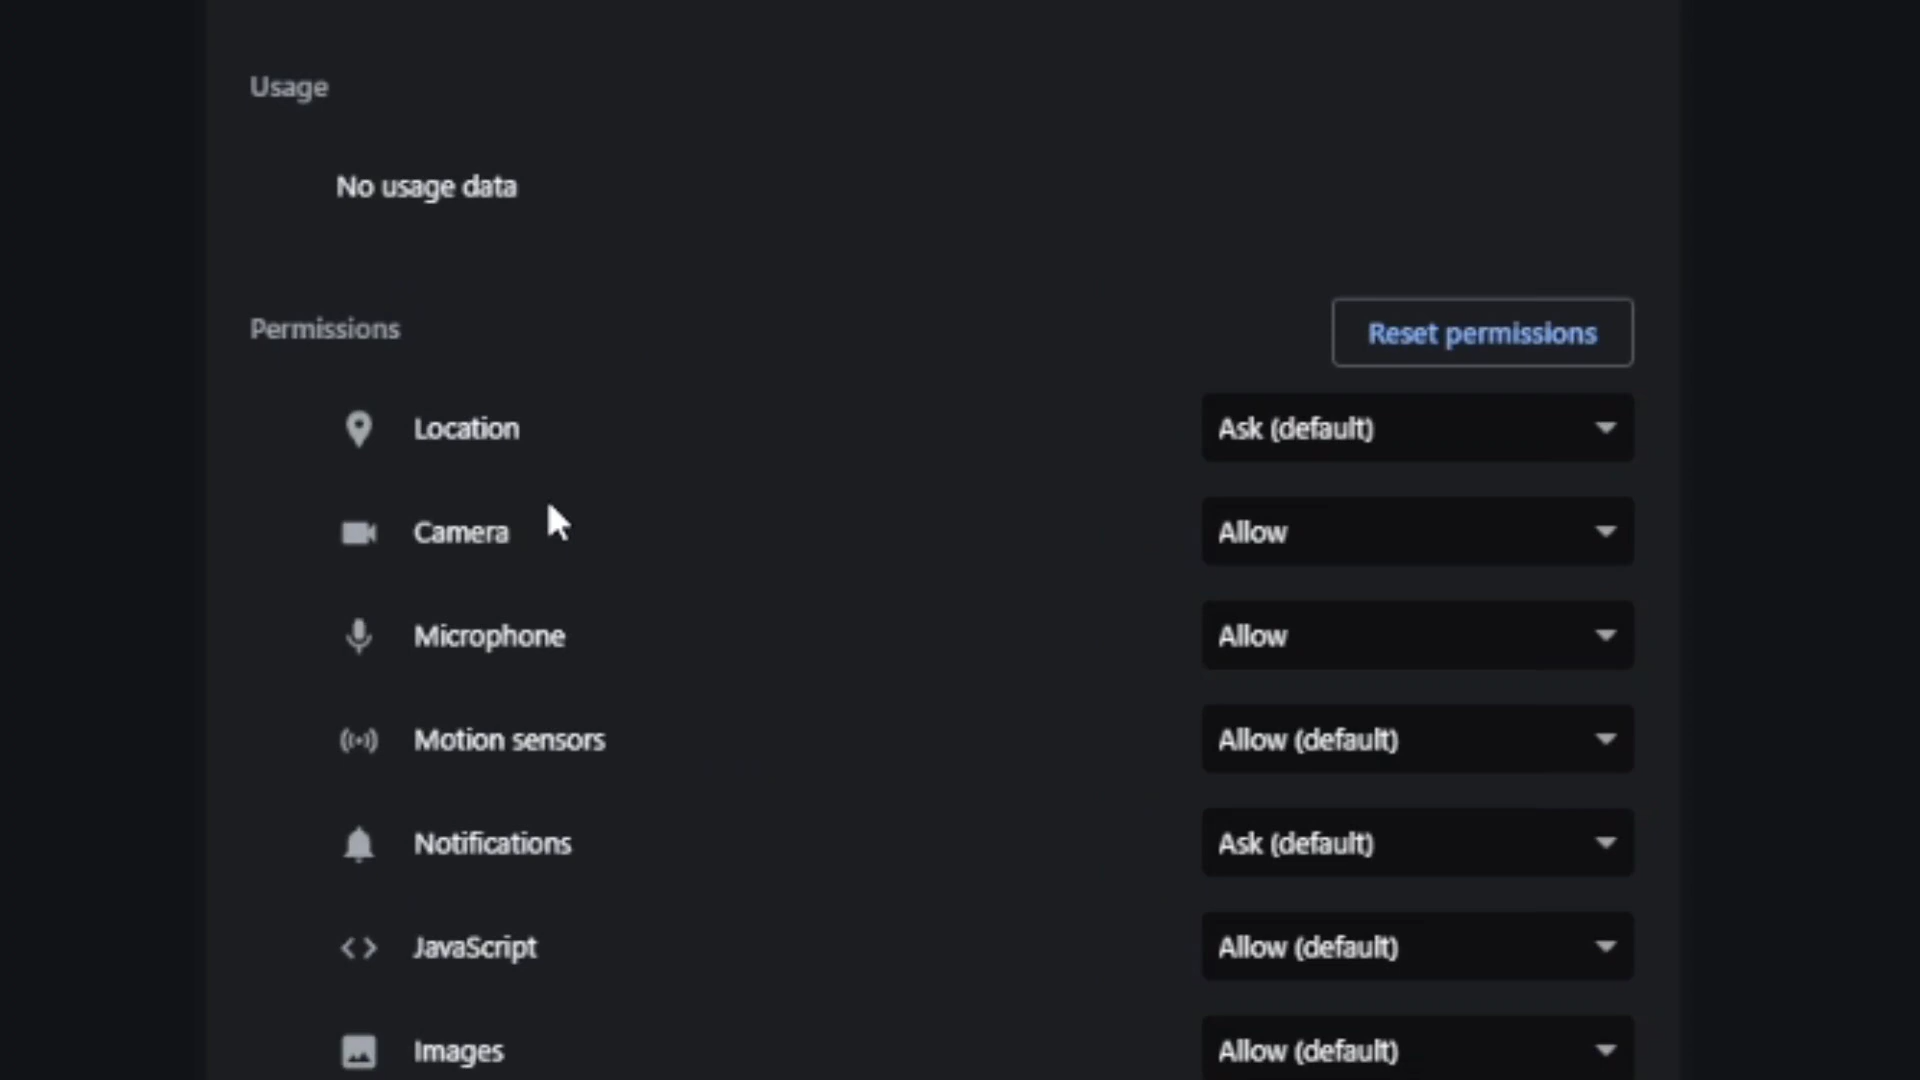 Usage
No usage data
Permissions
Reset permissions
Location
Ask (default)
Camera
Allow
Microphone
Allow
Motion sensors
Allow (default)
Notifications
Ask (default)
JavaScript
Allow (default)
Images
Allow (default)